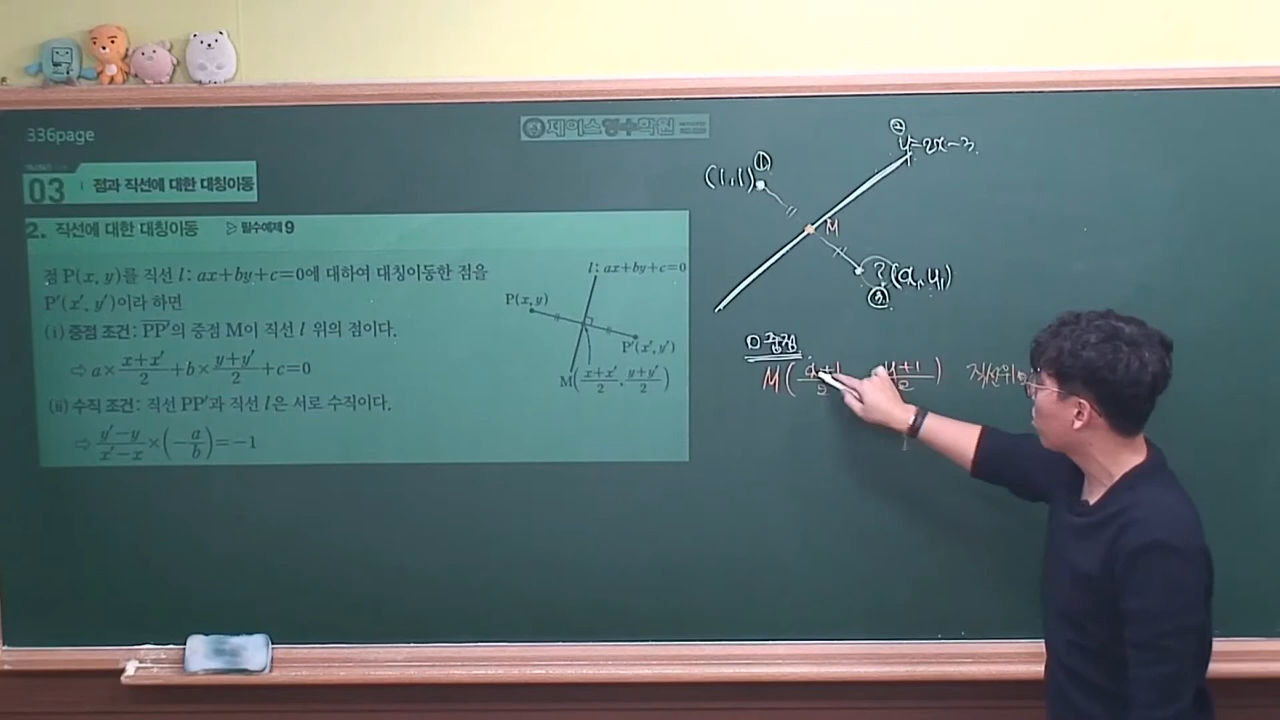 336page
제이스영수학원
03 점과 직선에 대한 대칭이동
2. 직선에 대한 대칭이동 ▷ 필수예제 9
점 P(x, y)를 직선 l: ax+by+c=0에 대하여 대칭이동한 점을
P′(x′, y′)이라 하면
(i) 중점 조건: PP′의 중점 M이 직선 l 위의 점이다.
⇨ a× (x+x′)/2 +b× (y+y′)/2 +c=0
(ii) 수직 조건: 직선 PP′과 직선 l은 서로 수직이다.
⇨ (y′−y)/(x′−x) ×(−a/b)=−1
l: ax+by+c=0
P(x, y)
P′(x′, y′)
M((x+x′)/2, (y+y′)/2)
②
①
(1,1)
M
?
③
① 중점
M(
직선위